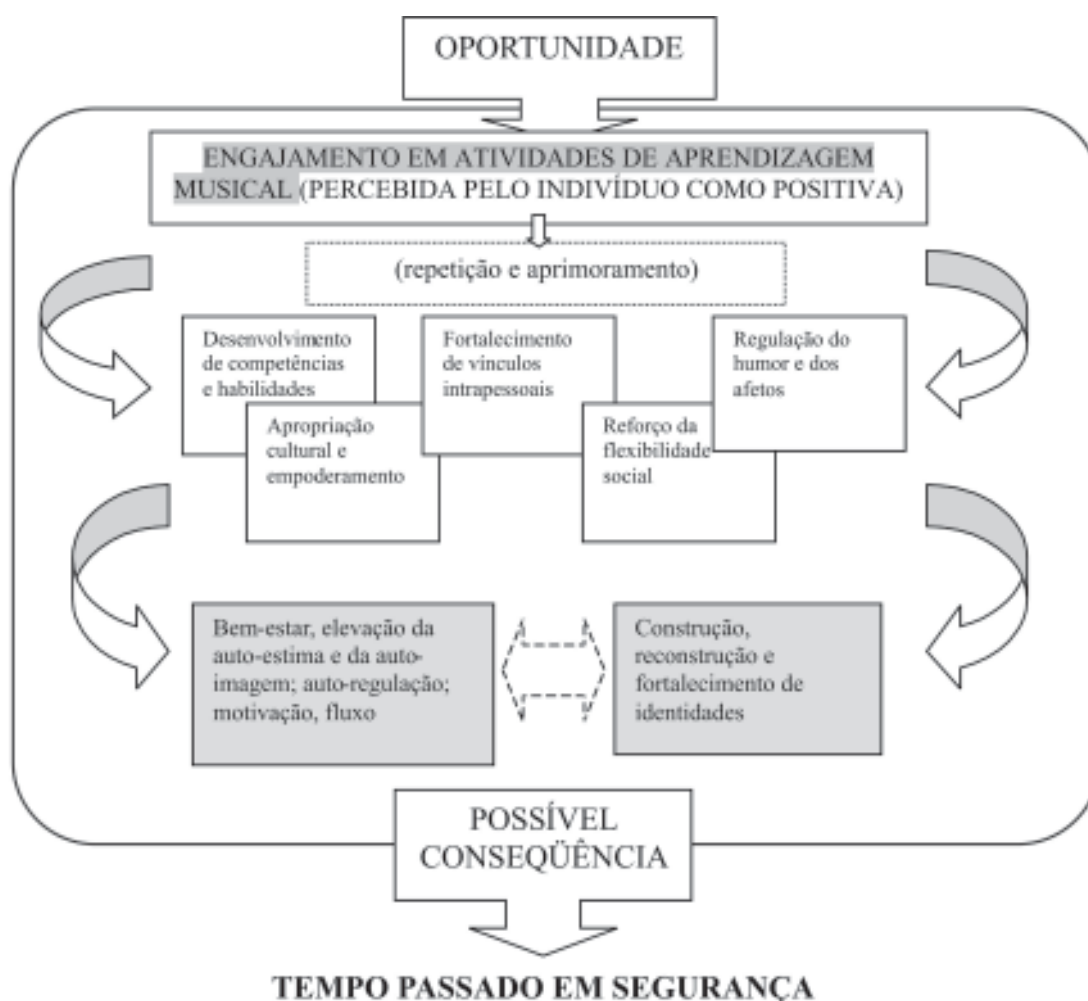 OPORTUNIDADE
ENGAJAMENTO EM ATIVIDADES DE APRENDIZAGEM
MUSICAL (PERCEBIDA PELO INDIVÍDUO COMO POSITIVA)
(repetição e aprimoramento)
Desenvolvimento
de competências
e habilidades
Apropriação
cultural e
empoderamento
Fortalecimento
de vínculos
intrapessoais
Reforço da
flexibilidade
social
Regulação do
humor e dos
afetos
Bem-estar, elevação da
auto-estima e da auto-
imagem; auto-regulação;
motivação, fluxo
Construção,
reconstrução e
fortalecimento de
identidades
POSSÍVEL
CONSEQÜÊNCIA
TEMPO PASSADO EM SEGURANÇA